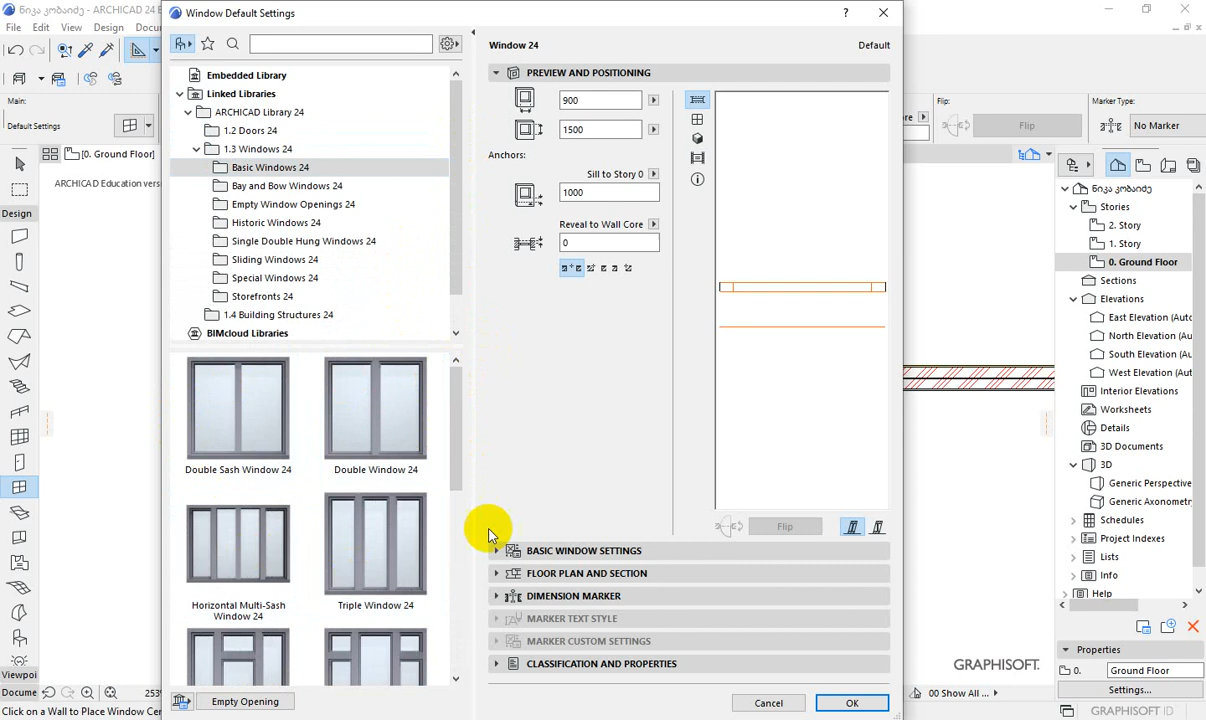 ნიკა კობაიძე - ARCHICAD 24
Window Default Settings
?
File Edit View Design
Main:
Default Settings
[0. Ground Floor]
ARCHICAD Education
Design
Viewpoi
Docume
Click on a Wall to Place Window
Embedded Library
Linked Libraries
ARCHICAD Library 24
1.2 Doors 24
1.3 Windows 24
Basic Windows 24
Bay and Bow Windows 24
Empty Window Openings 24
Historic Windows 24
Single Double Hung Windows 24
Sliding Windows 24
Special Windows 24
Storefronts 24
1.4 Building Structures 24
BIMcloud Libraries
Double Sash Window 24
Double Window 24
Horizontal Multi-Sash
Window 24
Triple Window 24
Empty Opening
Window 24
Default
PREVIEW AND POSITIONING
900
1500
Anchors:
Sill to Story 0
1000
Reveal to Wall Core
0
Flip
BASIC WINDOW SETTINGS
FLOOR PLAN AND SECTION
DIMENSION MARKER
MARKER TEXT STYLE
MARKER CUSTOM SETTINGS
CLASSIFICATION AND PROPERTIES
Cancel
OK
Flip:
Flip
Marker Type:
No Marker
ნიკა კობაიძე
Stories
2. Story
1. Story
0. Ground Floor
Sections
Elevations
East Elevation (Aut
North Elevation (Au
South Elevation (Au
West Elevation (Aut
Interior Elevations
Worksheets
Details
3D Documents
3D
Generic Perspective
Generic Axonometry
Schedules
Project Indexes
Lists
Info
Help
Properties
0.
Ground Floor
Settings...
GRAPHISOFT.
00 Show All ...
GRAPHISOFT ID